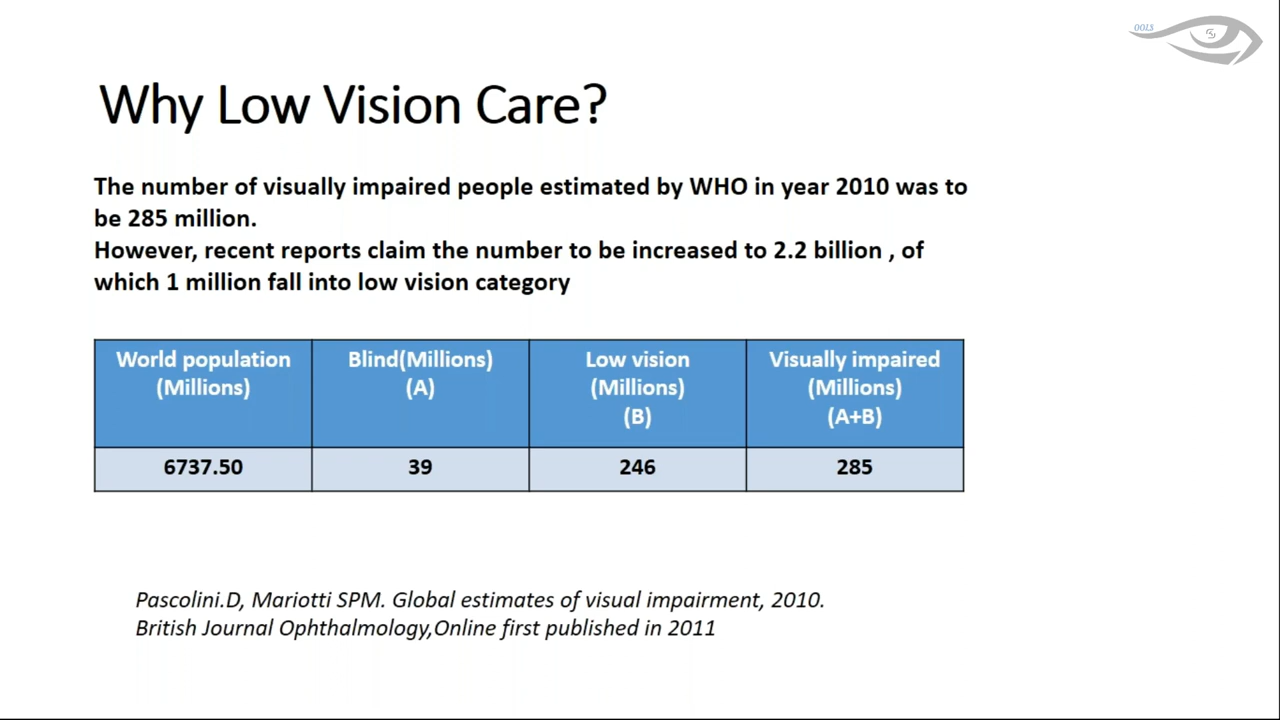 OOLS
Why Low Vision Care?
The number of visually impaired people estimated by WHO in year 2010 was to
be 285 million.
However, recent reports claim the number to be increased to 2.2 billion , of
which 1 million fall into low vision category
World population
(Millions)
Blind(Millions)
(A)
Low vision
(Millions)
(B)
Visually impaired
(Millions)
(A+B)
6737.50
39
246
285
Pascolini.D, Mariotti SPM. Global estimates of visual impairment, 2010.
British Journal Ophthalmology,Online first published in 2011